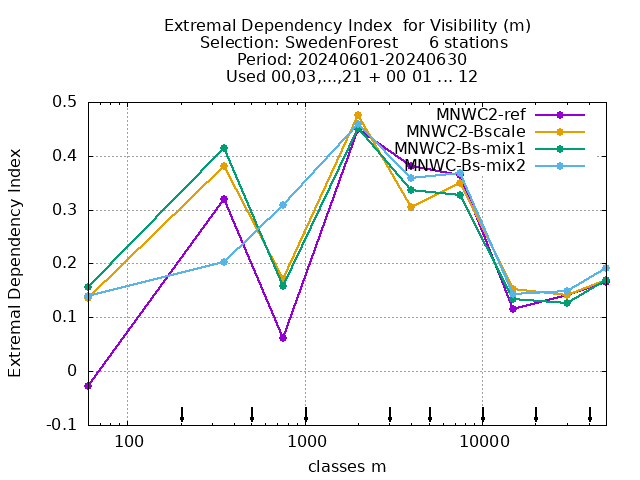 Extremal Dependency Index  for Visibility (m)
Selection: SwedenForest      6 stations
Period: 20240601-20240630
Used 00,03,...,21 + 00 01 ... 12
MNWC2-ref
MNWC2-Bscale
MNWC2-Bs-mix1
MNWC-Bs-mix2
Extremal Dependency Index
0.5
0.4
0.3
0.2
0.1
0
-0.1
100 1000 10000
classes m